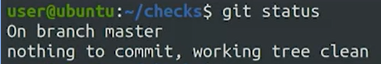 user@ubuntu:~/checks$ git status
On branch master
nothing to commit, working tree clean